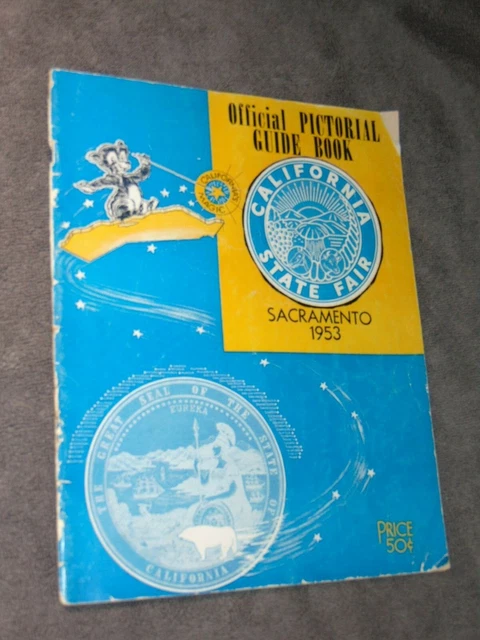 Official PICTORIAL
GUIDE BOOK
CALIFORNIA
STATE FAIR
SACRAMENTO
1953
THE GREAT SEAL OF THE STATE OF
CALIFORNIA
EUREKA
PRICE
50¢